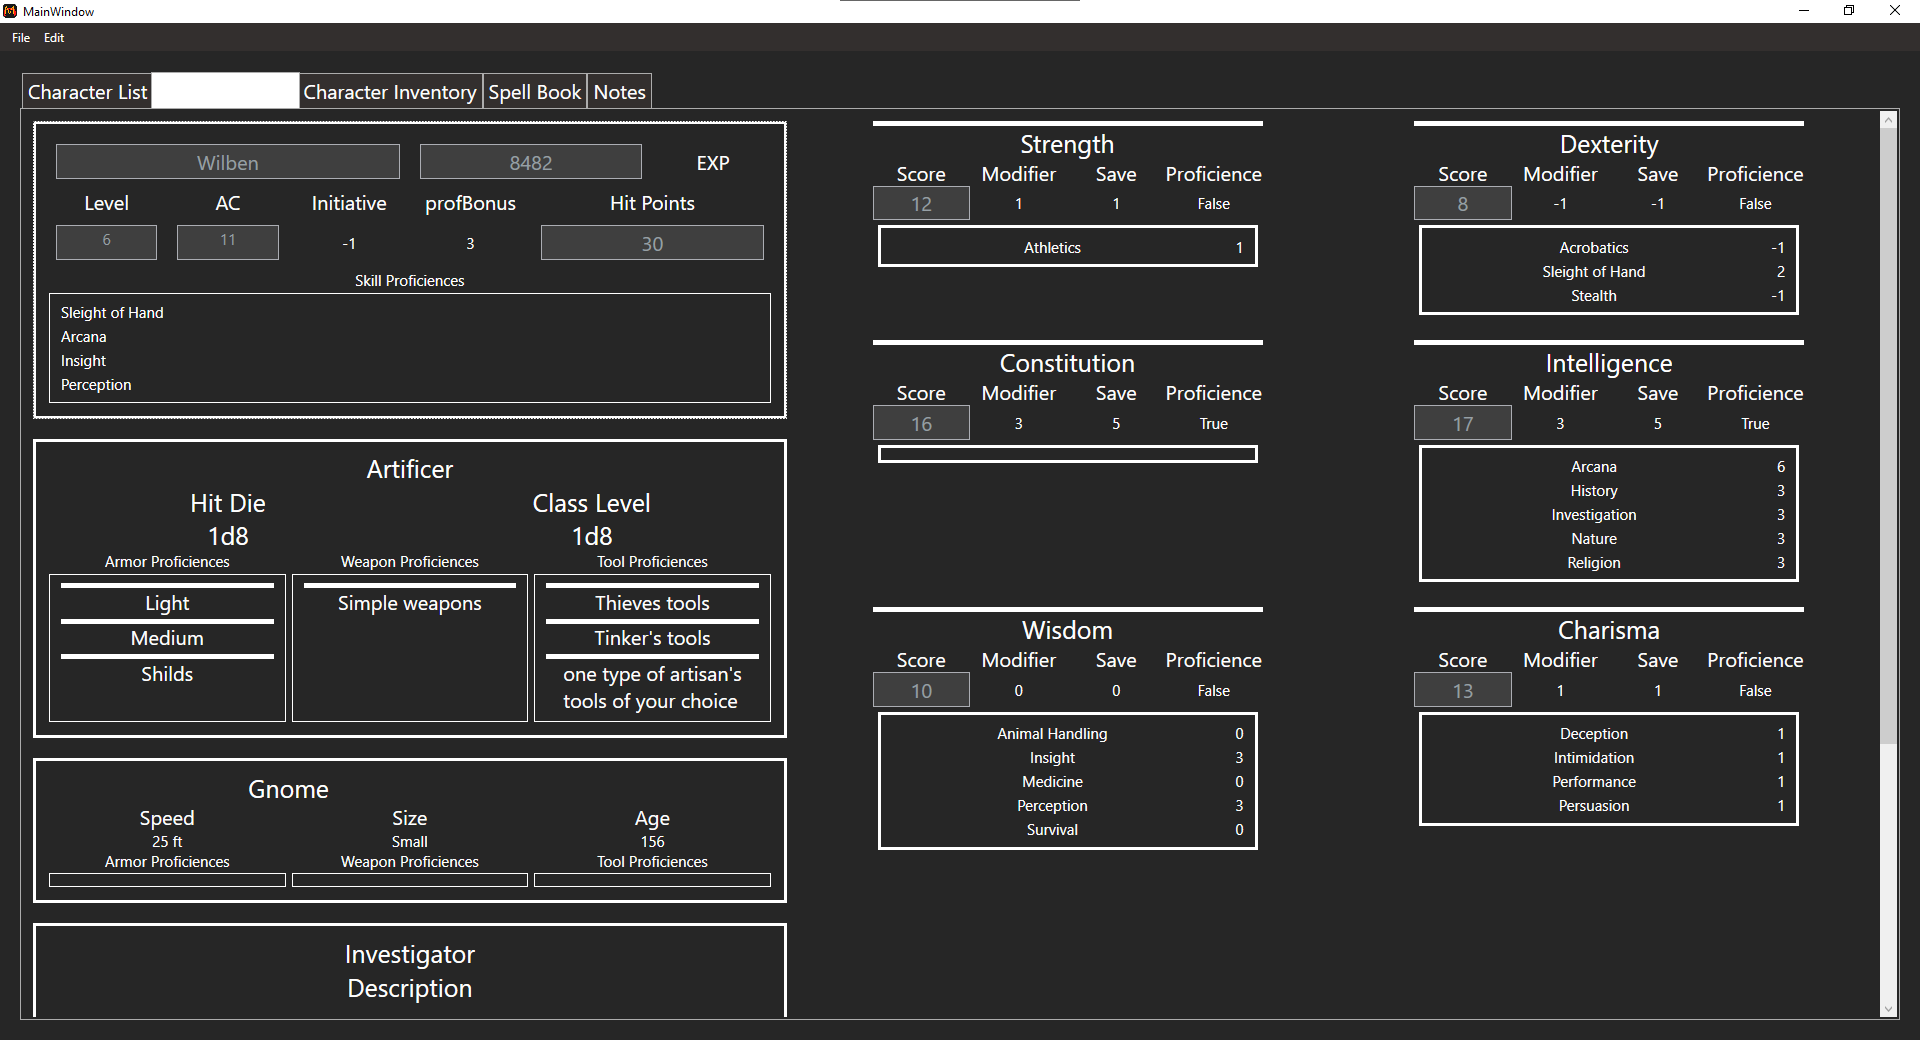 MainWindow
File Edit
Character List Character Inventory Spell Book Notes
Wilben 8482 EXP
Level AC Initiative profBonus Hit Points
6 11 -1 3 30
Skill Proficiences
Sleight of Hand
Arcana
Insight
Perception
Artificer
Hit Die Class Level
1d8 1d8
Armor Proficiences Weapon Proficiences Tool Proficiences
Light Simple weapons Thieves tools
Medium Tinker's tools
Shilds one type of artisan's
tools of your choice
Gnome
Speed Size Age
25 ft Small 156
Armor Proficiences Weapon Proficiences Tool Proficiences
Investigator
Description
Strength
Score Modifier Save Proficience
12 1 1 False
Athletics 1
Dexterity
Score Modifier Save Proficience
8 -1 -1 False
Acrobatics -1
Sleight of Hand 2
Stealth -1
Constitution
Score Modifier Save Proficience
16 3 5 True
Intelligence
Score Modifier Save Proficience
17 3 5 True
Arcana 6
History 3
Investigation 3
Nature 3
Religion 3
Wisdom
Score Modifier Save Proficience
10 0 0 False
Animal Handling 0
Insight 3
Medicine 0
Perception 3
Survival 0
Charisma
Score Modifier Save Proficience
13 1 1 False
Deception 1
Intimidation 1
Performance 1
Persuasion 1